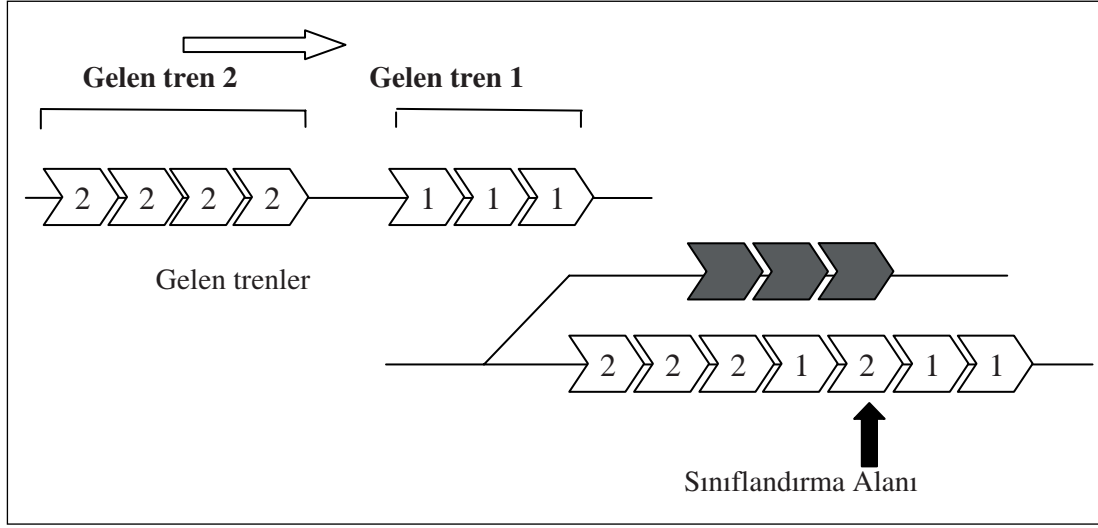 Gelen tren 2 Gelen tren 1
2 2 2 2 1 1 1
Gelen trenler
2 2 2 1 2 1 1
Sınıflandırma Alanı